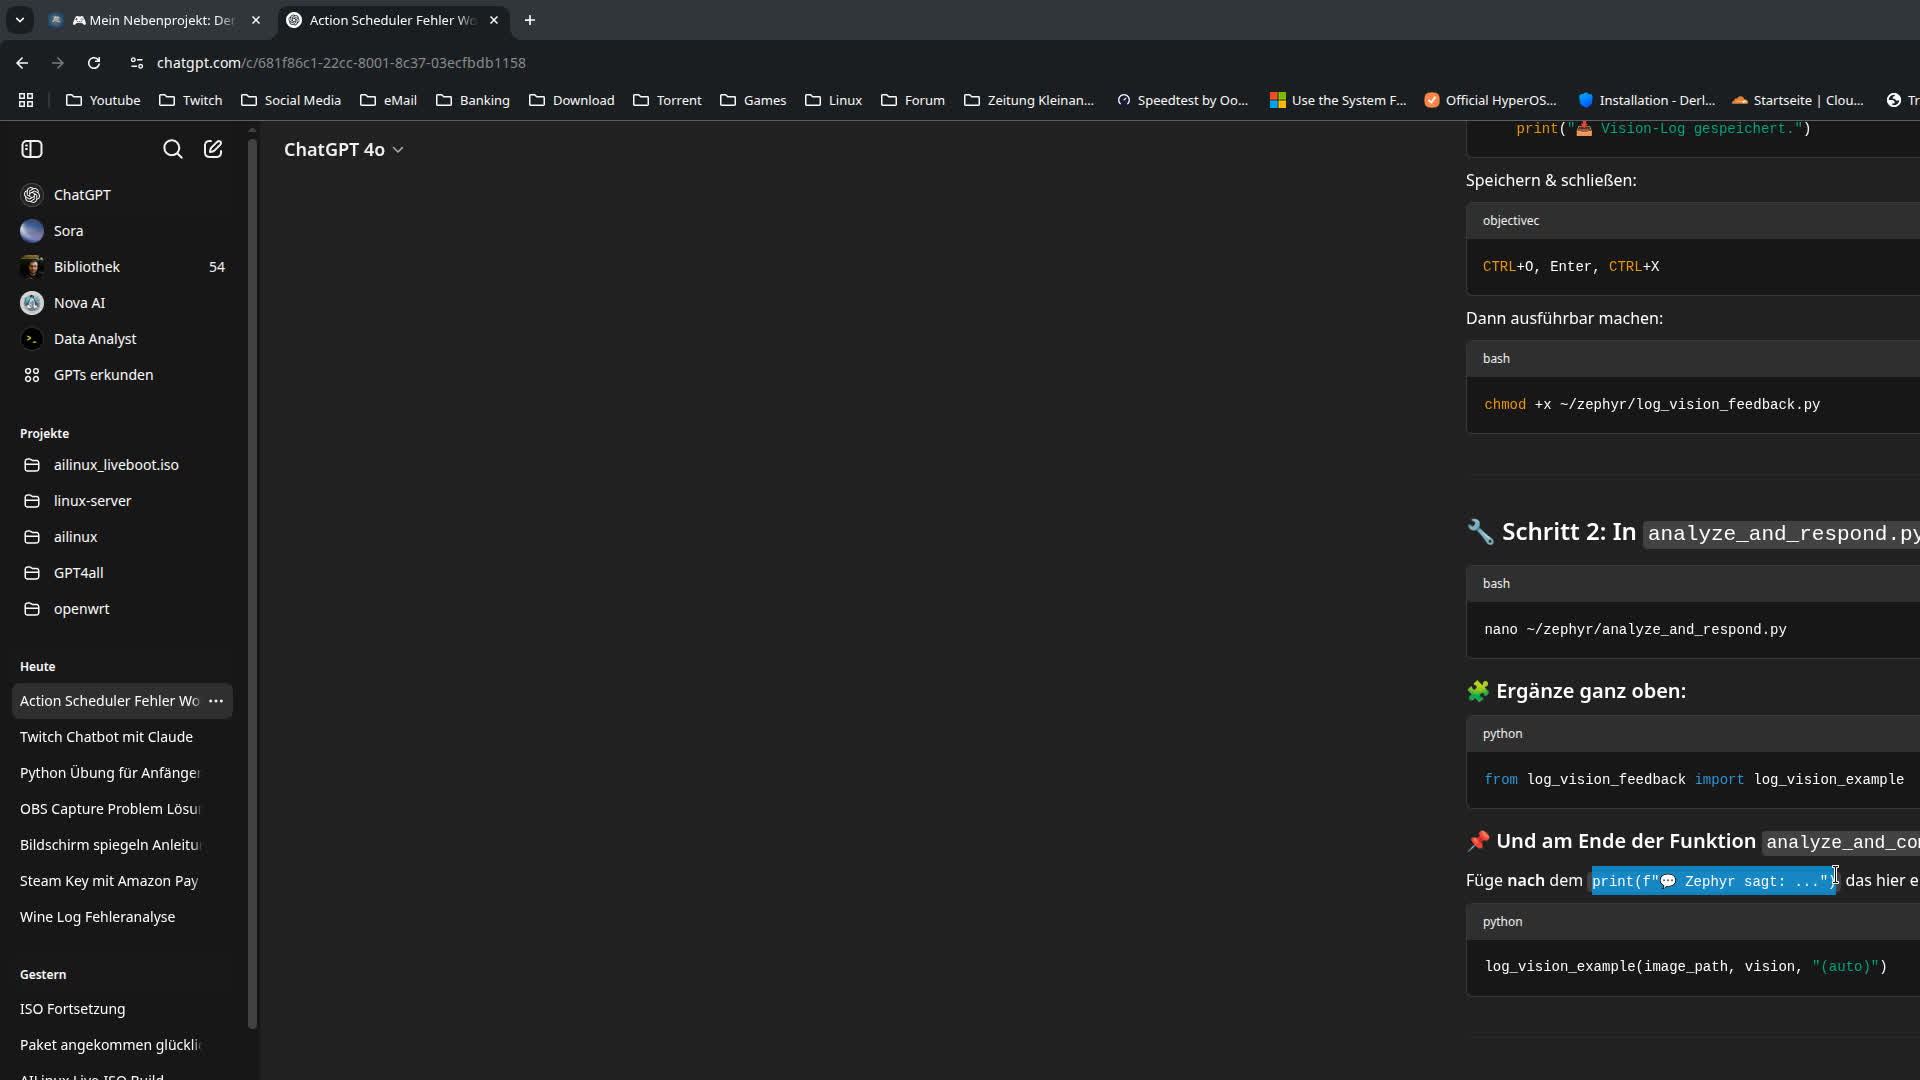 🎮 Mein Nebenprojekt: Der
Action Scheduler Fehler Wo
chatgpt.com/c/681f86c1-22cc-8001-8c37-03ecfbdb1158
Youtube
Twitch
Social Media
eMail
Banking
Download
Torrent
Games
Linux
Forum
Zeitung Kleinan...
Speedtest by Oo...
Use the System F...
Official HyperOS...
Installation - Derl...
Startseite | Clou...
Tr
ChatGPT 4o
ChatGPT
Sora
Bibliothek 54
Nova AI
Data Analyst
GPTs erkunden
Projekte
ailinux_liveboot.iso
linux-server
ailinux
GPT4all
openwrt
Heute
Action Scheduler Fehler Wo
Twitch Chatbot mit Claude
Python Übung für Anfänger
OBS Capture Problem Lösu
Bildschirm spiegeln Anleitu
Steam Key mit Amazon Pay
Wine Log Fehleranalyse
Gestern
ISO Fortsetzung
Paket angekommen glückli
AILinux Live ISO Build
print("📥 Vision-Log gespeichert.")
Speichern & schließen:
objectivec
CTRL+O, Enter, CTRL+X
Dann ausführbar machen:
bash
chmod +x ~/zephyr/log_vision_feedback.py
🔧 Schritt 2: In analyze_and_respond.py
bash
nano ~/zephyr/analyze_and_respond.py
🧩 Ergänze ganz oben:
python
from log_vision_feedback import log_vision_example
📌 Und am Ende der Funktion analyze_and_co
Füge nach dem print(f"💬 Zephyr sagt: ...") das hier e
python
log_vision_example(image_path, vision, "(auto)")